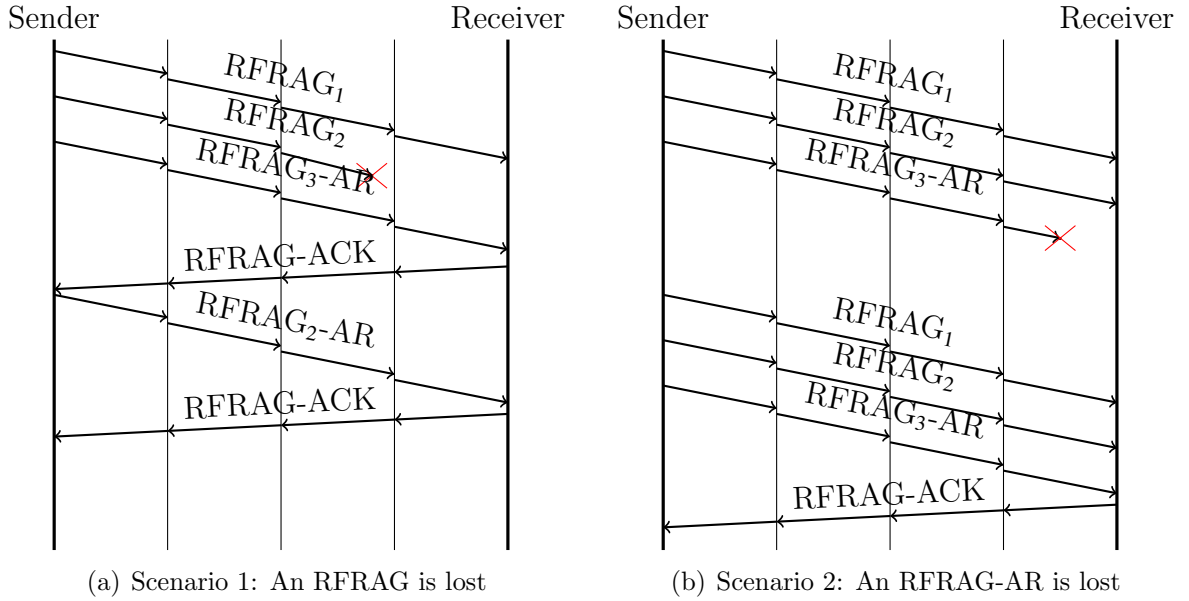 Sender
Receiver
RFRAG₁
RFRAG₂
RFRAG₃-AR
RFRAG-ACK
RFRAG₂-AR
RFRAG-ACK
(a) Scenario 1: An RFRAG is lost
Sender
Receiver
RFRAG₁
RFRAG₂
RFRAG₃-AR
RFRAG₁
RFRAG₂
RFRAG₃-AR
RFRAG-ACK
(b) Scenario 2: An RFRAG-AR is lost